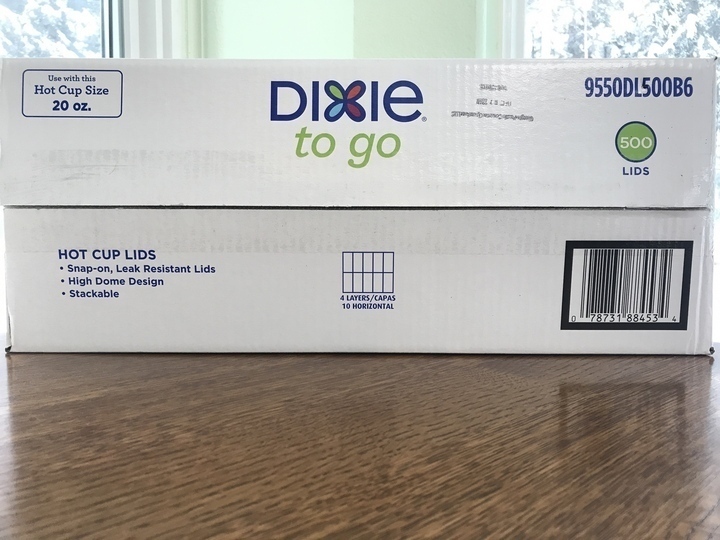 Use with this
Hot Cup Size
20 oz.
DIXIE®
to go
9550DL500B6
500
LIDS
HOT CUP LIDS
• Snap-on, Leak Resistant Lids
• High Dome Design
• Stackable
4 LAYERS/CAPAS
10 HORIZONTAL
0 78731 88453 4